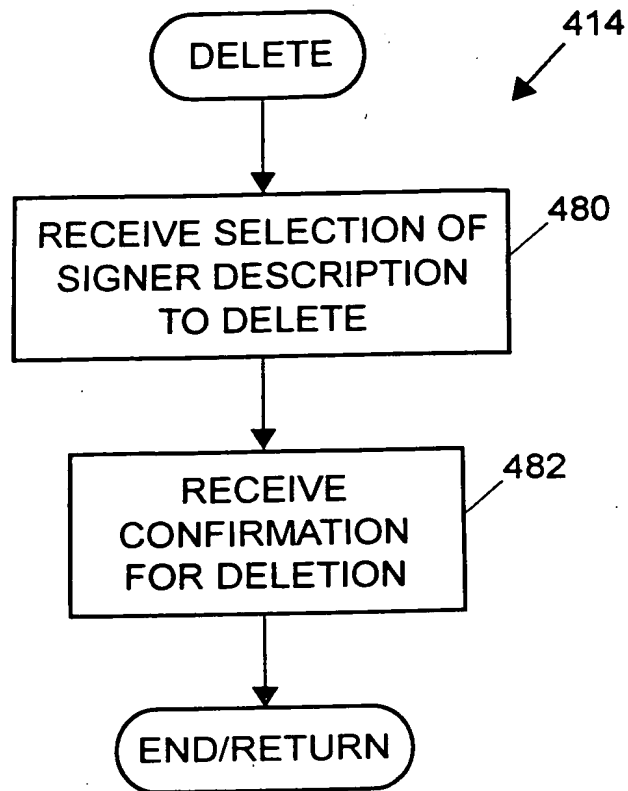 DELETE
414
RECEIVE SELECTION OF
SIGNER DESCRIPTION
TO DELETE
480
RECEIVE
CONFIRMATION
FOR DELETION
482
END/RETURN